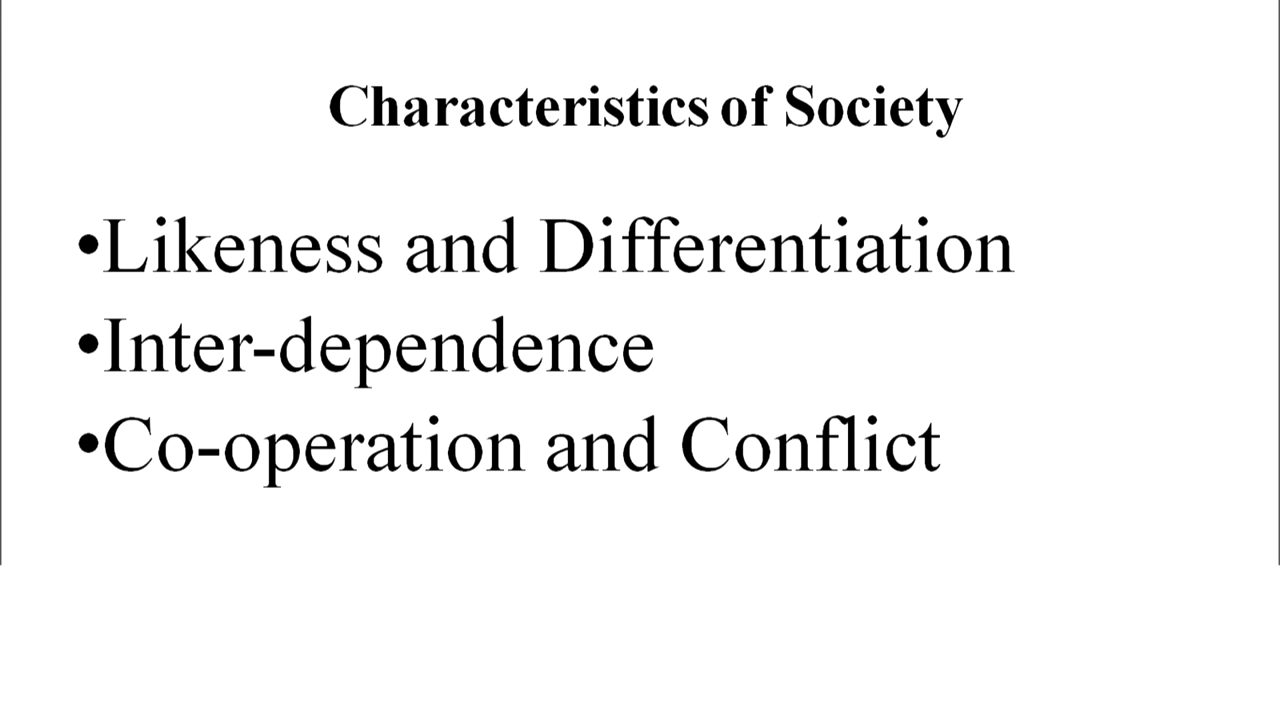 Characteristics of Society
•Likeness and Differentiation
•Inter-dependence
•Co-operation and Conflict